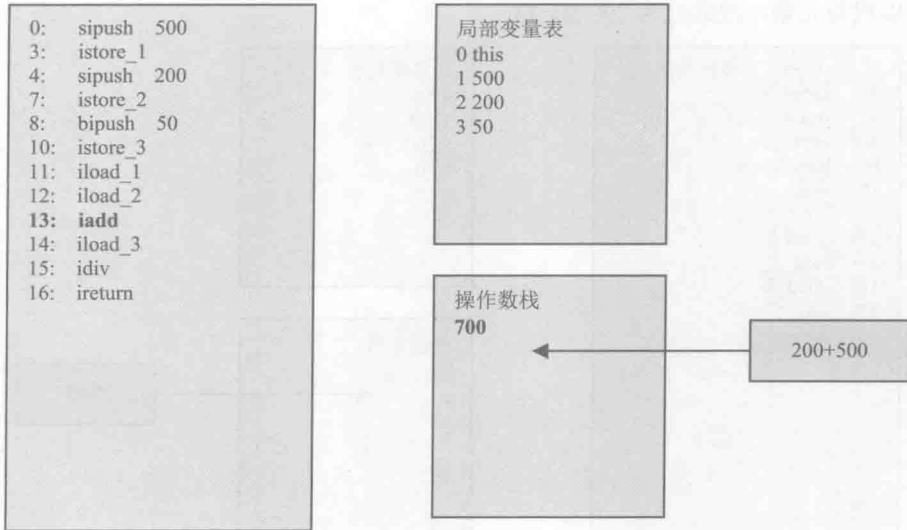 0: sipush 500
3: istore_1
4: sipush 200
7: istore_2
8: bipush 50
10: istore_3
11: iload_1
12: iload_2
13: iadd
14: iload_3
15: idiv
16: ireturn
局部变量表
0 this
1 500
2 200
3 50
操作数栈
700
200+500